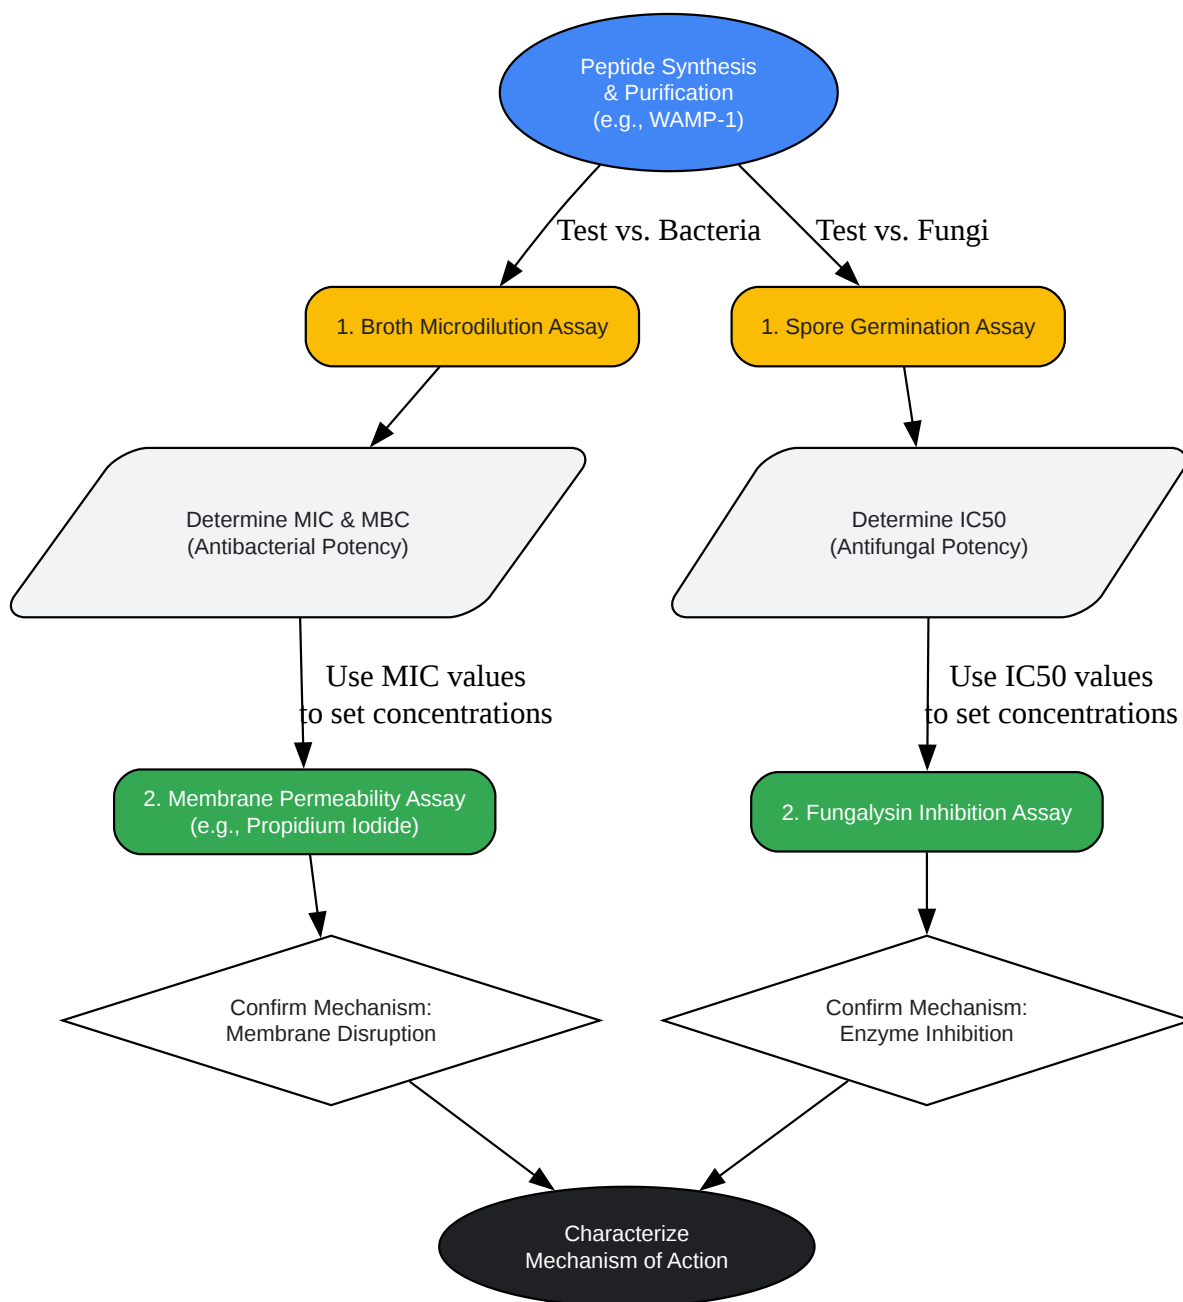 Peptide Synthesis
& Purification
(e.g., WAMP-1)
Test vs. Bacteria
Test vs. Fungi
1. Broth Microdilution Assay
1. Spore Germination Assay
Determine MIC & MBC
(Antibacterial Potency)
Determine IC50
(Antifungal Potency)
Use MIC values
to set concentrations
Use IC50 values
to set concentrations
2. Membrane Permeability Assay
(e.g., Propidium Iodide)
2. Fungalysin Inhibition Assay
Confirm Mechanism:
Membrane Disruption
Confirm Mechanism:
Enzyme Inhibition
Characterize
Mechanism of Action